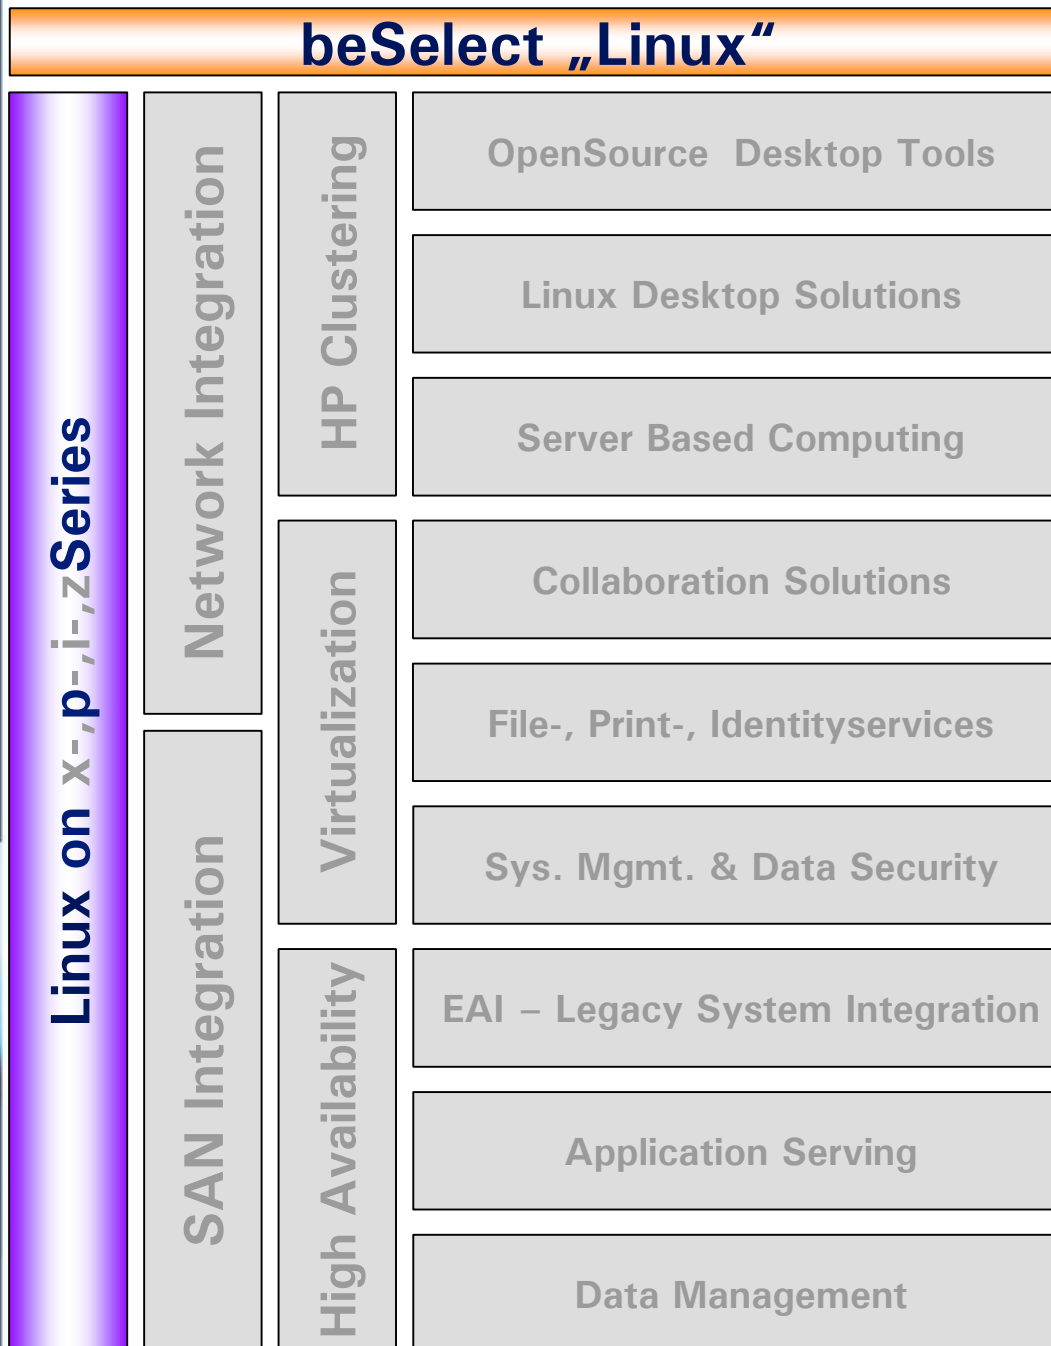 beSelect „Linux“
Linux on x-,p-,i-,zSeries
Network Integration
SAN Integration
HP Clustering
Virtualization
High Availability
OpenSource  Desktop Tools
Linux Desktop Solutions
Server Based Computing
Collaboration Solutions
File-, Print-, Identityservices
Sys. Mgmt. & Data Security
EAI – Legacy System Integration
Application Serving
Data Management